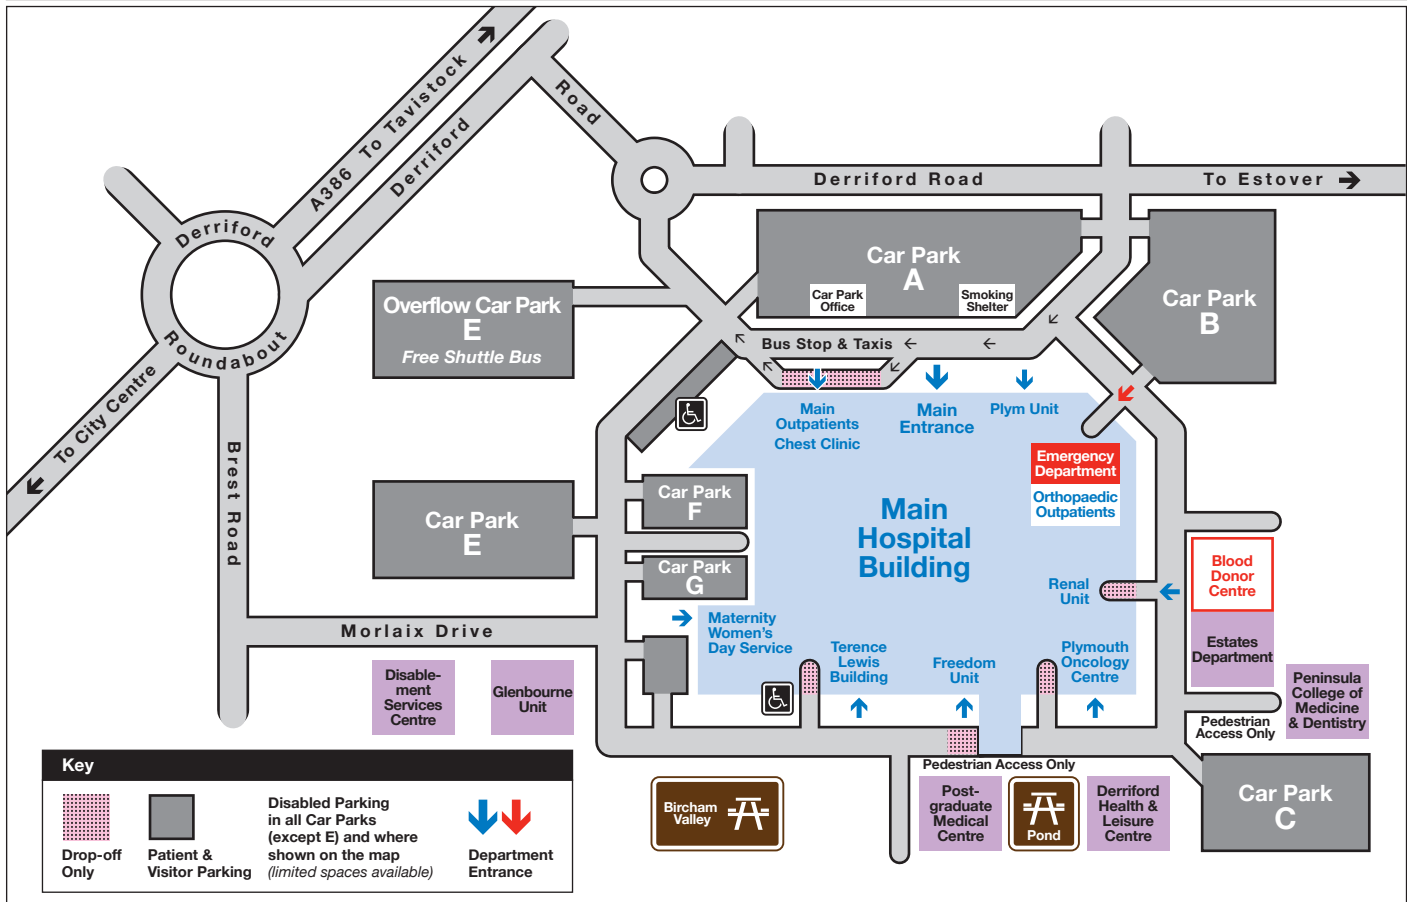 A386 To Tavistock
Derriford
Road
Derriford Road
To Estover
Derriford
Roundabout
To City Centre
Brest Road
Morlaix Drive
Overflow Car Park
E
Free Shuttle Bus
Car Park
A
Car Park
Office
Smoking
Shelter
Car Park
B
Bus Stop & Taxis
Main
Outpatients
Chest Clinic
Main
Entrance
Plym Unit
Emergency
Department
Orthopaedic
Outpatients
Car Park
E
Car Park
F
Car Park
G
Main
Hospital
Building
Renal
Unit
Blood
Donor
Centre
Estates
Department
Maternity
Women's
Day Service
Terence
Lewis
Building
Freedom
Unit
Plymouth
Oncology
Centre
Peninsula
College of
Medicine
& Dentistry
Pedestrian
Access Only
Disable-
ment
Services
Centre
Glenbourne
Unit
Pedestrian Access Only
Bircham
Valley
Post-
graduate
Medical
Centre
Pond
Derriford
Health &
Leisure
Centre
Car Park
C
Key
Drop-off
Only
Patient &
Visitor Parking
Disabled Parking
in all Car Parks
(except E) and where
shown on the map
(limited spaces available)
Department
Entrance